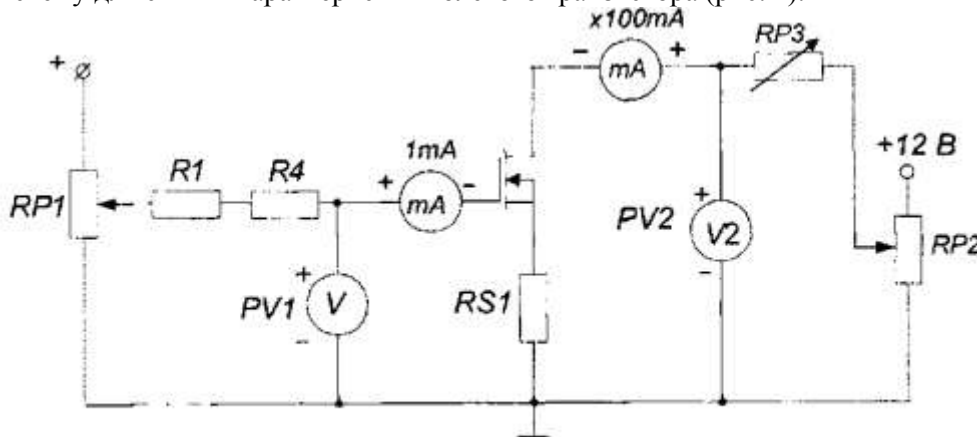 x100mA
RP3
- mA +
+
1mA
+12 B
R1
R4
+ mA -
RP1
PV2
+
V2
-
RP2
PV1
+
V
-
RS1